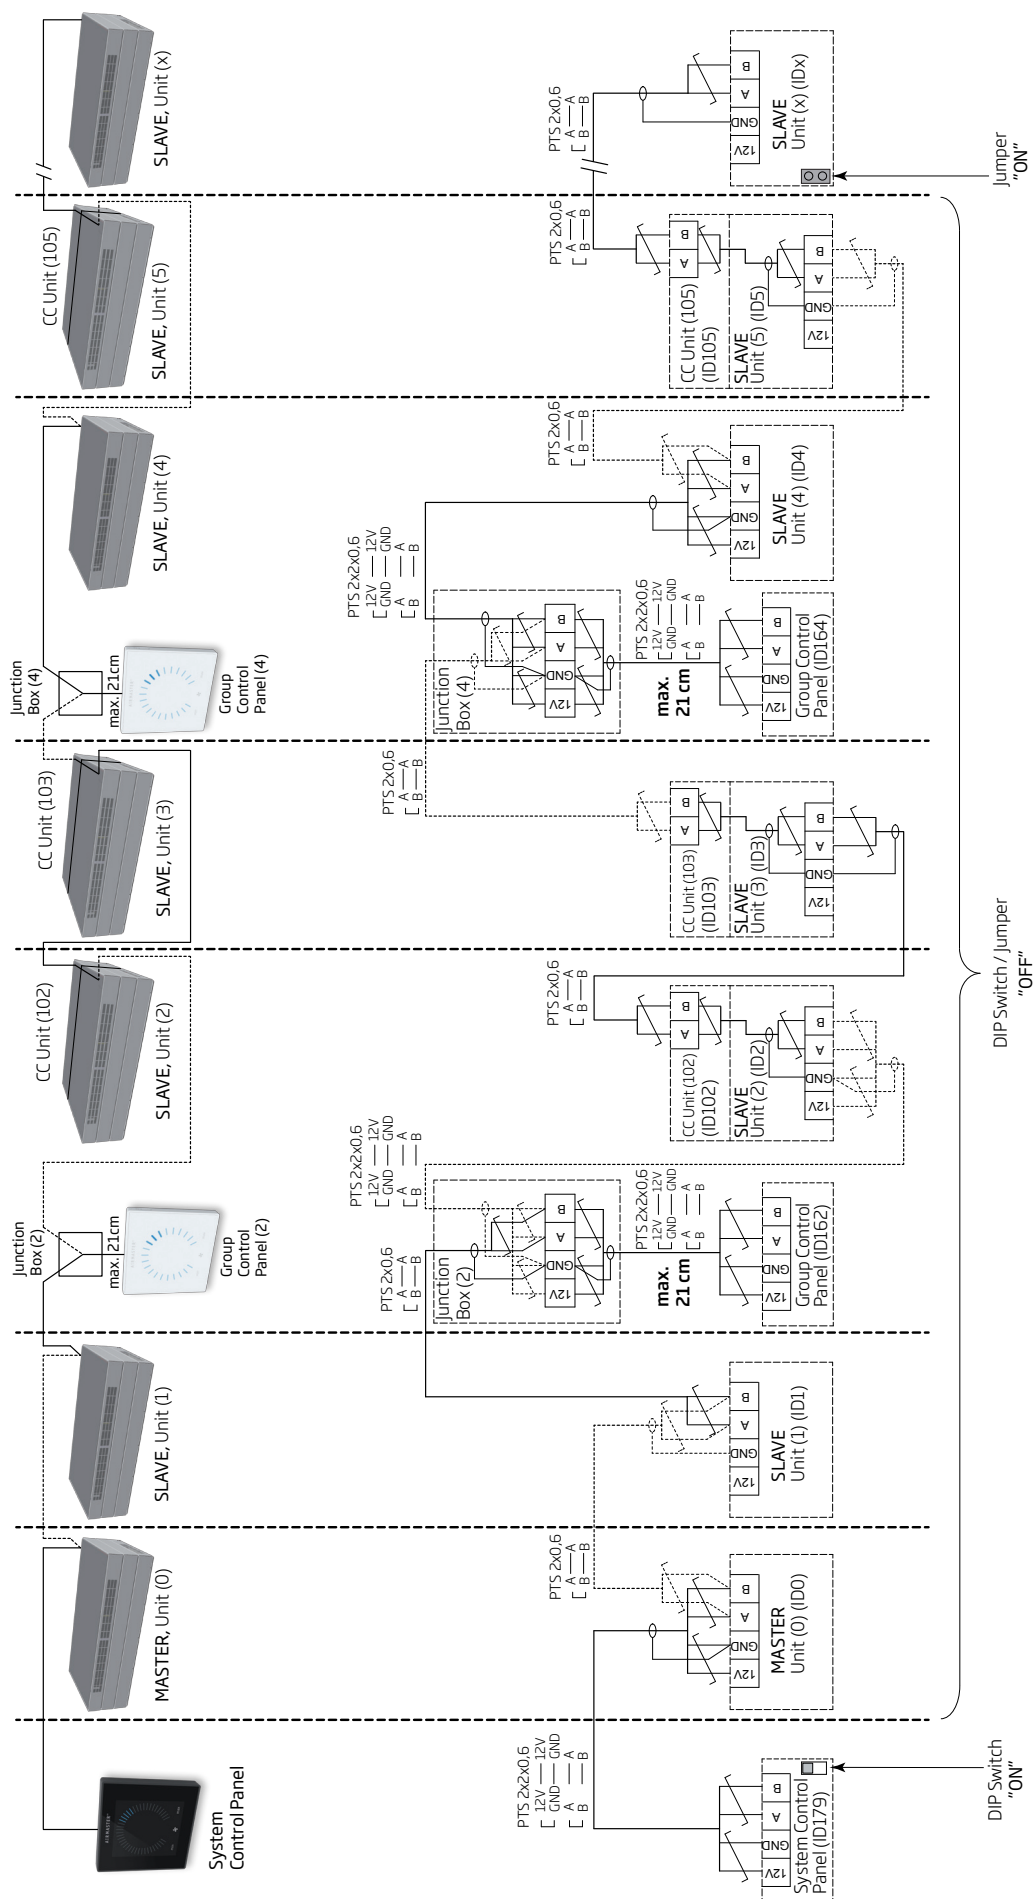 System
Control Panel
MASTER, Unit (0)
SLAVE, Unit (1)
Junction
Box (2)
max. 21cm
Group
Control
Panel (2)
CC Unit (102)
SLAVE, Unit (2)
CC Unit (103)
SLAVE, Unit (3)
Junction
Box (4)
max. 21cm
Group
Control
Panel (4)
SLAVE, Unit (4)
CC Unit (105)
SLAVE, Unit (5)
SLAVE, Unit (x)
PTS 2x2x0,6
12V 12V
GND GND
A A
B B
12V GND A B
System Control
Panel (ID179)
DIP Switch
"ON"
12V GND A B
MASTER
Unit (0) (ID0)
PTS 2x0,6
A A
B B
12V GND A B
SLAVE
Unit (1) (ID1)
PTS 2x0,6
A A
B B
Junction
Box (2)
12V GND A B
max.
21 cm
PTS 2x2x0,6
12V 12V
GND GND
A A
B B
12V GND A B
Group Control
Panel (ID162)
PTS 2x2x0,6
12V 12V
GND GND
A A
B B
A B
CC Unit (102)
(ID102)
SLAVE
Unit (2) (ID2)
12V GND A B
PTS 2x0,6
A A
B B
A B
CC Unit (103)
(ID103)
SLAVE
Unit (3) (ID3)
12V GND A B
PTS 2x0,6
A A
B B
Junction
Box (4)
12V GND A B
max.
21 cm
PTS 2x2x0,6
12V 12V
GND GND
A A
B B
12V GND A B
Group Control
Panel (ID164)
PTS 2x2x0,6
12V 12V
GND GND
A A
B B
12V GND A B
SLAVE
Unit (4) (ID4)
PTS 2x0,6
A A
B B
A B
CC Unit (105)
(ID105)
SLAVE
Unit (5) (ID5)
12V GND A B
PTS 2x0,6
A A
B B
PTS 2x0,6
A A
B B
12V GND A B
SLAVE
Unit (x) (IDx)
DIP Switch / Jumper
"OFF"
Jumper
"ON"